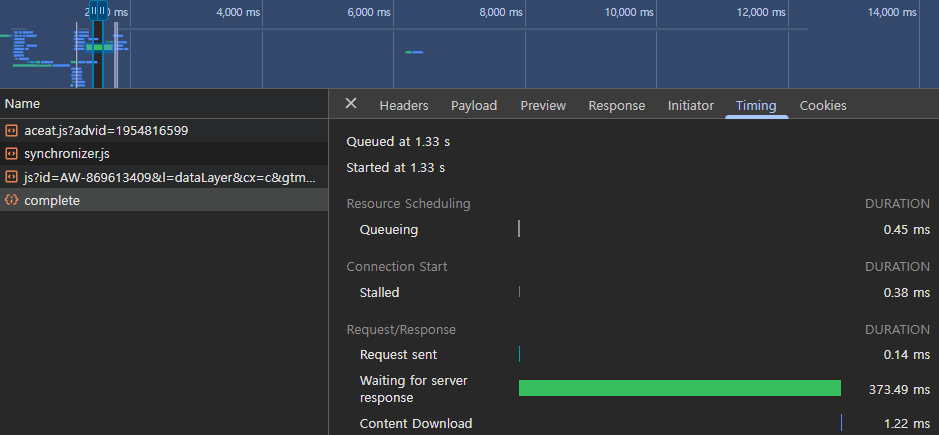 4,000 ms
6,000 ms
8,000 ms
10,000 ms
12,000 ms
14,000 ms
Name
Headers Payload Preview Response Initiator Timing Cookies
aceat.js?advid=1954816599
synchronizer.js
js?id=AW-869613409&l=dataLayer&cx=c&gtm...
complete
Queued at 1.33 s
Started at 1.33 s
Resource Scheduling DURATION
Queueing 0.45 ms
Connection Start DURATION
Stalled 0.38 ms
Request/Response DURATION
Request sent 0.14 ms
Waiting for server
response 373.49 ms
Content Download 1.22 ms